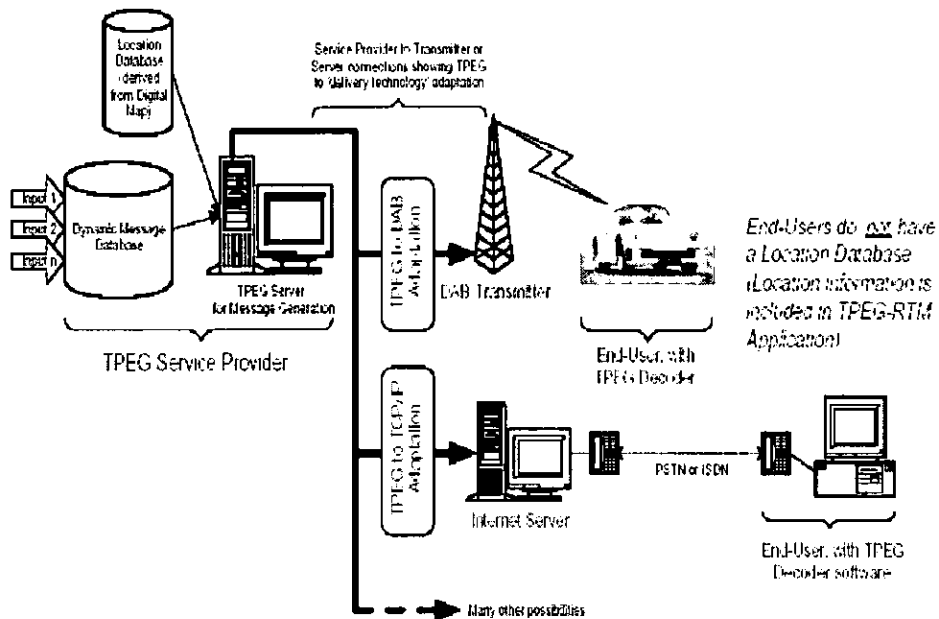 Location
Database
(derived
from Digital
Map)
Service Provider to Transmitter or
Server connections showing TPEG
to 'delivery technology' adaptation
Input 1
Input 2
Input n
Dynamic Message
Database
TPEG Server
for Message Generation
TPEG Service Provider
TPEG to DAB
Adaptation
DAB Transmitter
End-User, with
TPEG Decoder
End-Users do not have
a Location Database
(Location information is
included in TPEG-RTM
Application)
TPEG to TCP/IP
Adaptation
Internet Server
PSTN or ISDN
End-User, with TPEG
Decoder software
Many other possibilities